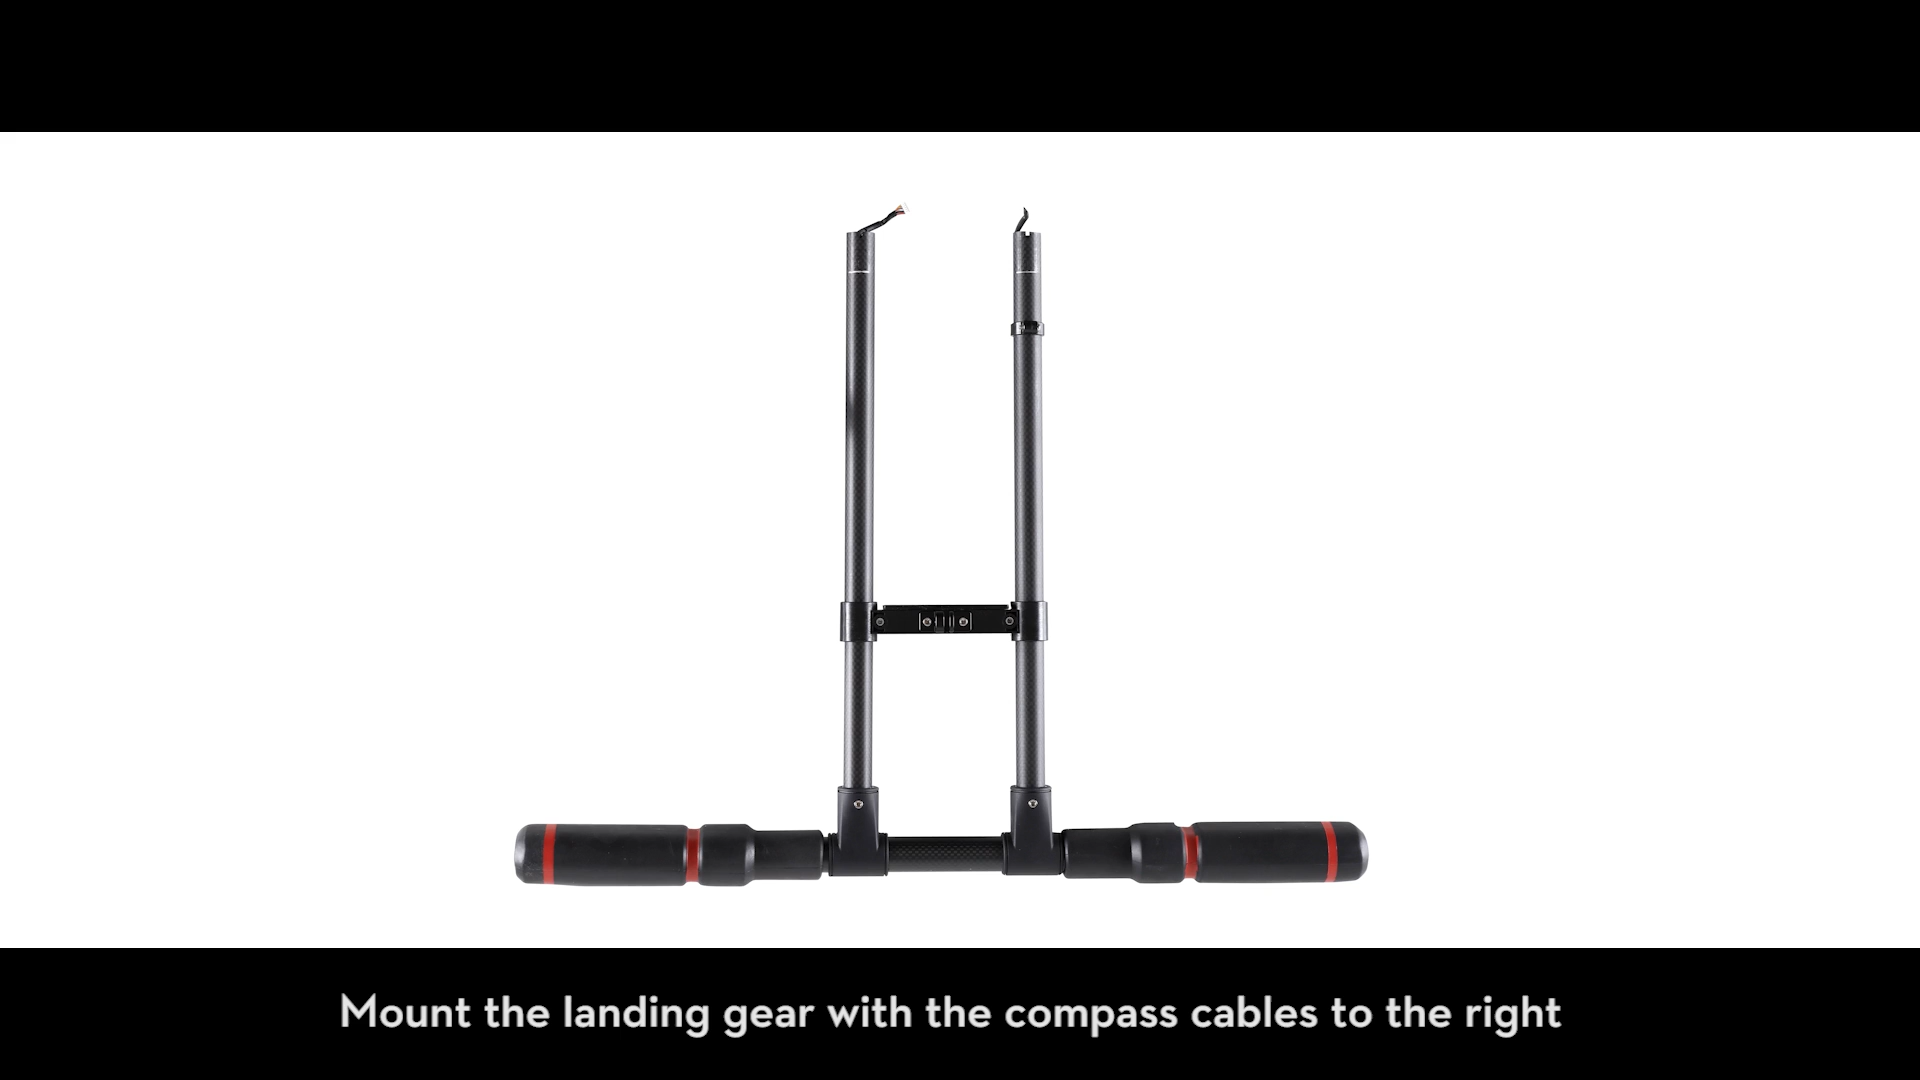 Mount the landing gear with the compass cables to the right